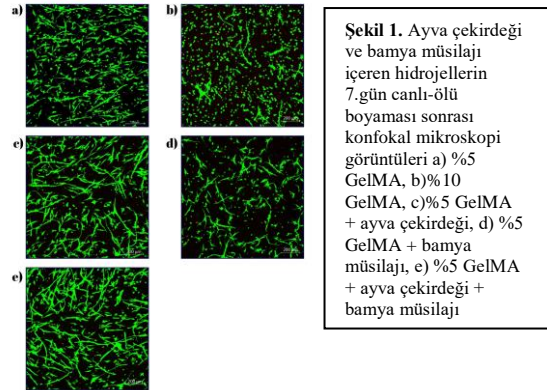 a)
b)
c)
d)
e)
Şekil 1. Ayva çekirdeği
ve bamya müsilajı
içeren hidrojellerin
7.gün canlı-ölü
boyaması sonrası
konfokal mikroskopi
görüntüleri a) %5
GelMA, b)%10
GelMA, c)%5 GelMA
+ ayva çekirdeği, d) %5
GelMA + bamya
müsilajı, e) %5 GelMA
+ ayva çekirdeği +
bamya müsilajı